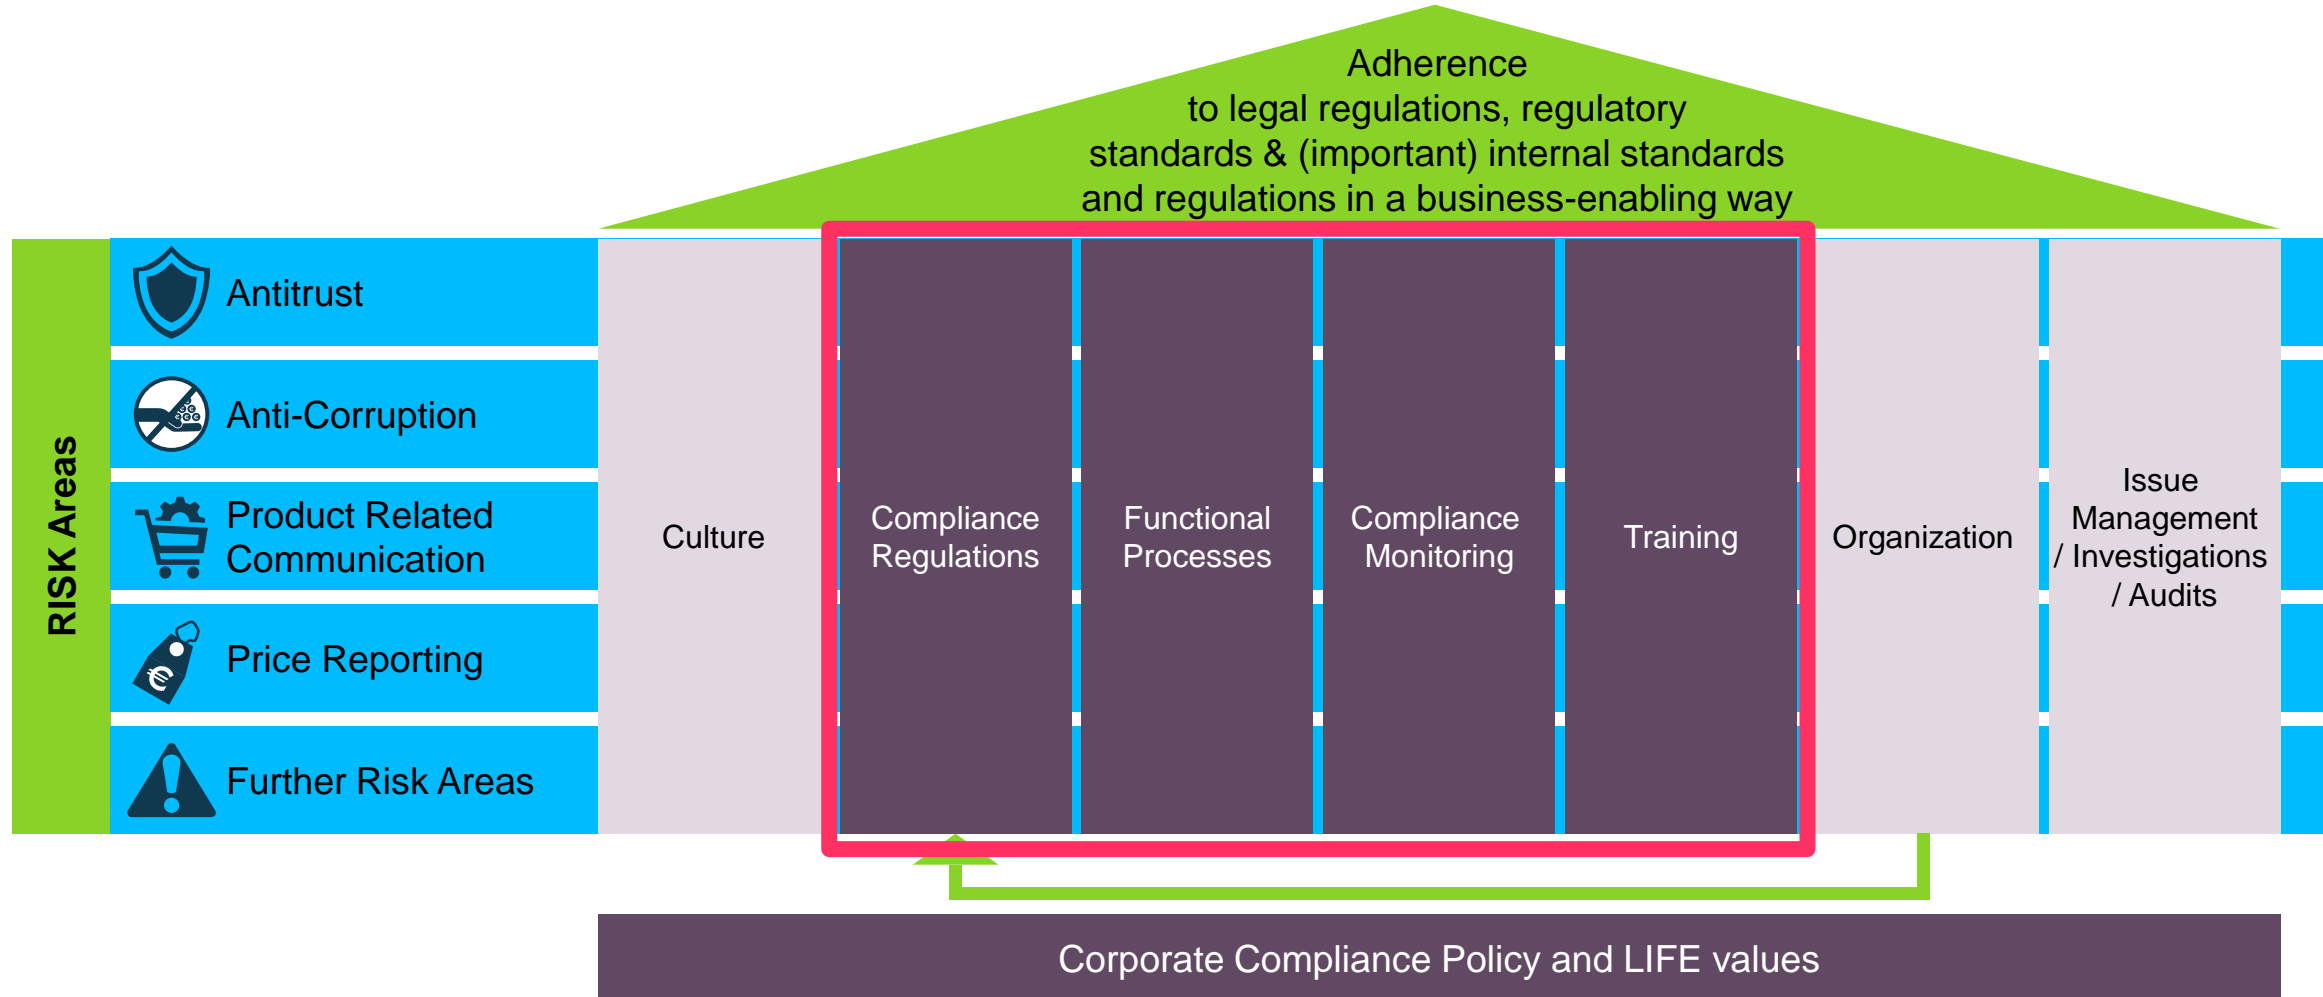 Adherence
to legal regulations, regulatory
standards & (important) internal standards
and regulations in a business-enabling way
RISK Areas
Antitrust
Anti-Corruption
Product Related
Communication
Price Reporting
Further Risk Areas
Culture
Compliance
Regulations
Functional
Processes
Compliance
Monitoring
Training
Organization
Issue
Management
/ Investigations
/ Audits
Corporate Compliance Policy and LIFE values